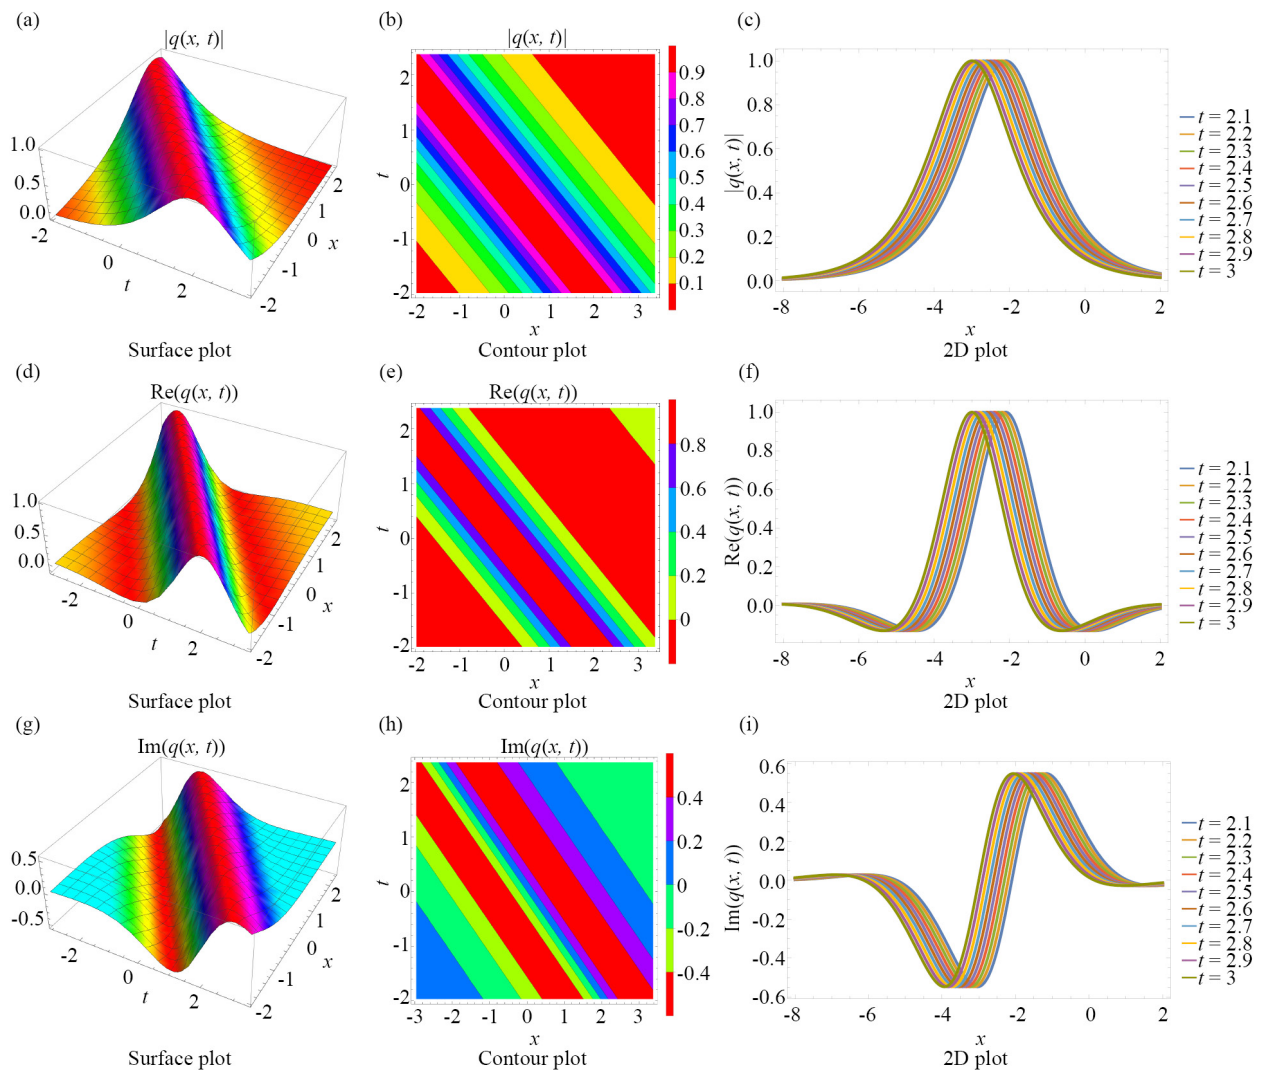 (a)
|q(x, t)|
1.0
0.5
0.0
-2
0
2
t
-2
-1
0
1
2
x
Surface plot
(b)
|q(x, t)|
2
1
0
-1
-2
t
-2 -1 0 1 2 3
x
0.9
0.8
0.7
0.6
0.5
0.4
0.3
0.2
0.1
Contour plot
(c)
1.0
0.8
0.6
0.4
0.2
0.0
|q(x, t)|
-8 -6 -4 -2 0 2
x
t = 2.1
t = 2.2
t = 2.3
t = 2.4
t = 2.5
t = 2.6
t = 2.7
t = 2.8
t = 2.9
t = 3
2D plot
(d)
Re(q(x, t))
1.0
0.5
0.0
-2
0
2
t
-2
-1
0
1
2
x
Surface plot
(e)
Re(q(x, t))
2
1
0
-1
-2
t
-2 -1 0 1 2 3
x
0.8
0.6
0.4
0.2
0
Contour plot
(f)
1.0
0.8
0.6
0.4
0.2
0.0
Re(q(x, t))
-8 -6 -4 -2 0 2
x
t = 2.1
t = 2.2
t = 2.3
t = 2.4
t = 2.5
t = 2.6
t = 2.7
t = 2.8
t = 2.9
t = 3
2D plot
(g)
Im(q(x, t))
0.5
0.0
-0.5
-2
0
2
t
-2
-1
0
1
2
x
Surface plot
(h)
Im(q(x, t))
2
1
0
-1
-2
t
-3 -2 -1 0 1 2 3
x
0.4
0.2
0
-0.2
-0.4
Contour plot
(i)
0.6
0.4
0.2
0.0
-0.2
-0.4
-0.6
Im(q(x, t))
-8 -6 -4 -2 0 2
x
t = 2.1
t = 2.2
t = 2.3
t = 2.4
t = 2.5
t = 2.6
t = 2.7
t = 2.8
t = 2.9
t = 3
2D plot